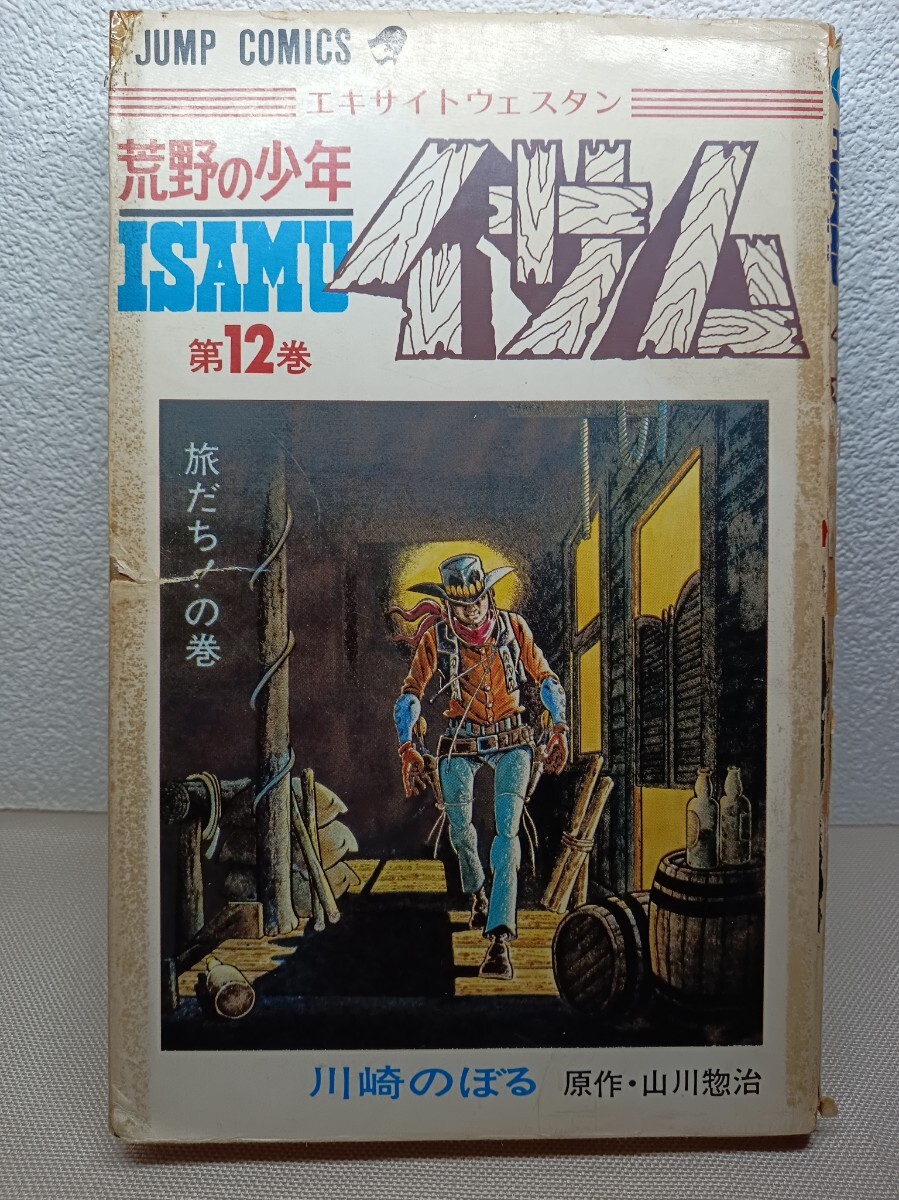 JUMP COMICS
エキサイトウェスタン
荒野の少年
ISAMU
イサム
第12巻
旅だち!の巻
川崎のぼる 原作・山川惣治